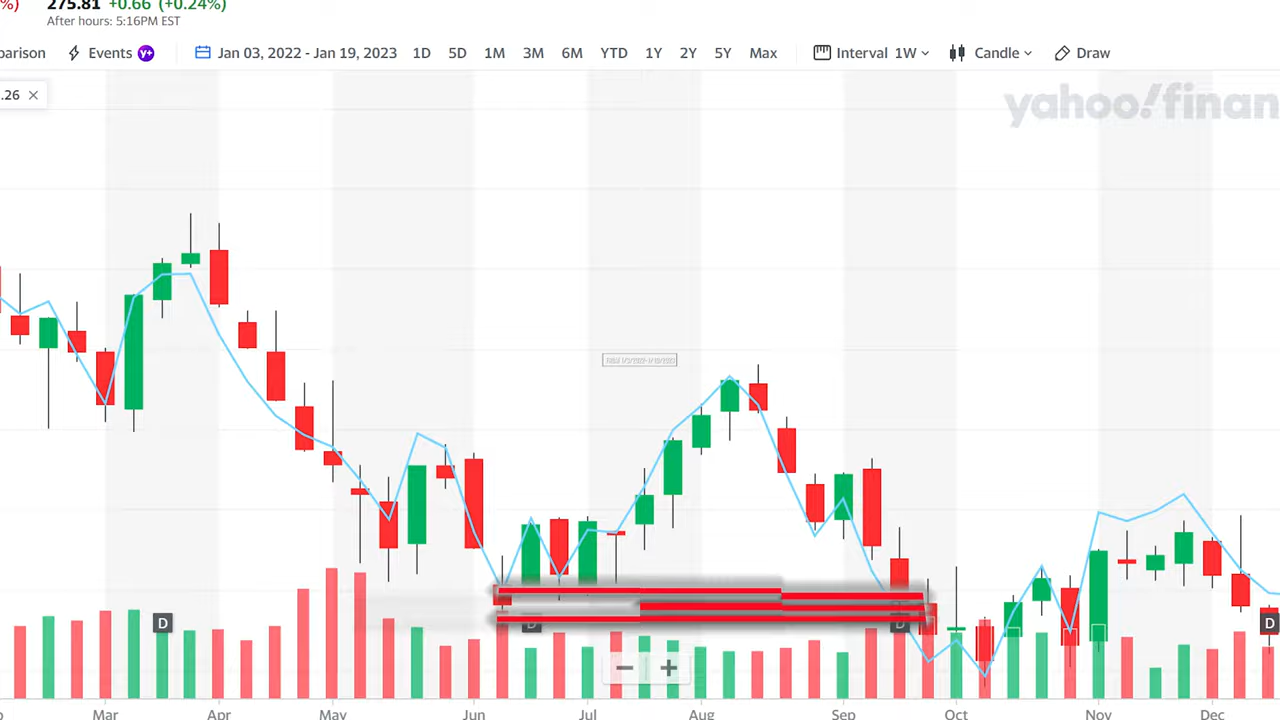 %) 275.81 +0.66 (+0.24%)
After hours: 5:16PM EST
parison Events y+ Jan 03, 2022 - Jan 19, 2023 1D 5D 1M 3M 6M YTD 1Y 2Y 5Y Max Interval 1W Candle Draw
.26 ×
yahoo!finan
D D D D
− +
Mar Apr May Jun Jul Aug Sep Oct Nov Dec